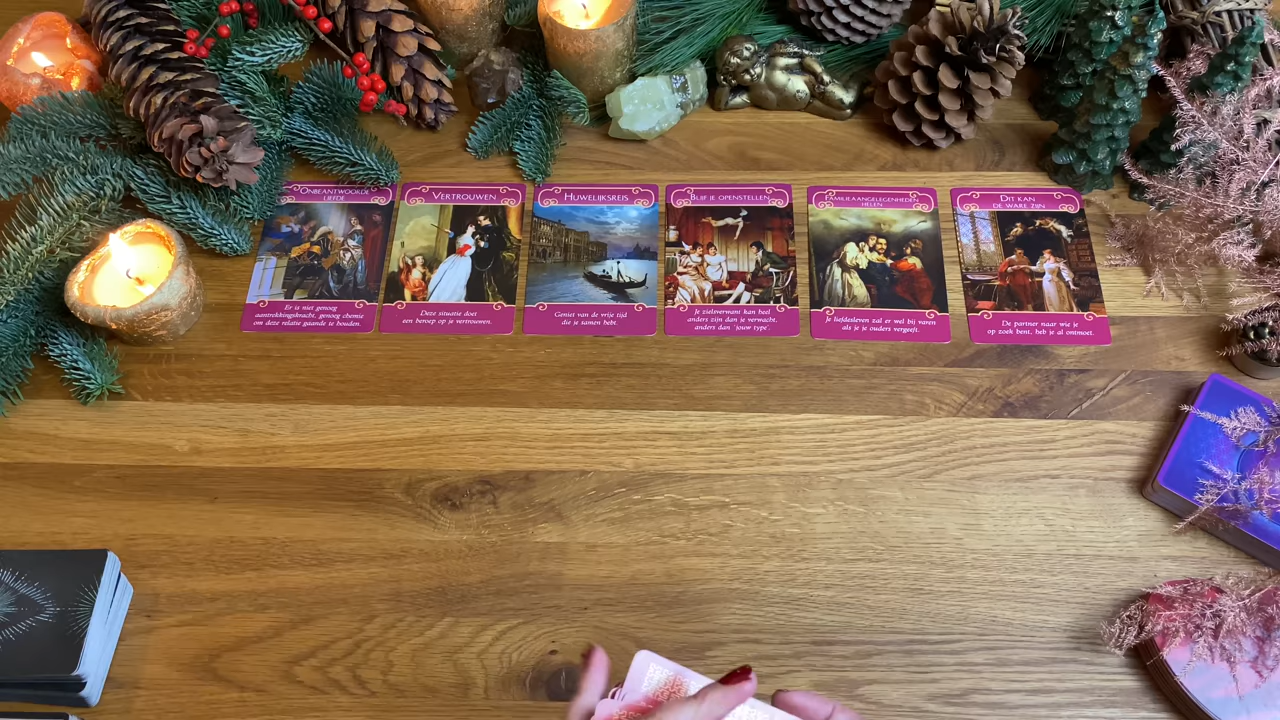 ONBEANTWOORDE
LIEFDE
Er is niet genoeg
aantrekkingskracht, genoeg chemie
om deze relatie gaande te houden.
VERTROUWEN
Deze situatie doet
een beroep op je vertrouwen.
HUWELIJKSREIS
Geniet van de vrije tijd
die je samen hebt.
BLIJF JE OPENSTELLEN
Je zielsverwant kan heel
anders zijn dan je verwacht,
anders dan 'jouw type'.
FAMILIEAANGELEGENHEDEN
HELEN
Je liefdesleven zal er wel bij varen
als je je ouders vergeeft.
DIT KAN
DE WARE ZIJN
De partner naar wie je
op zoek bent, heb je al ontmoet.